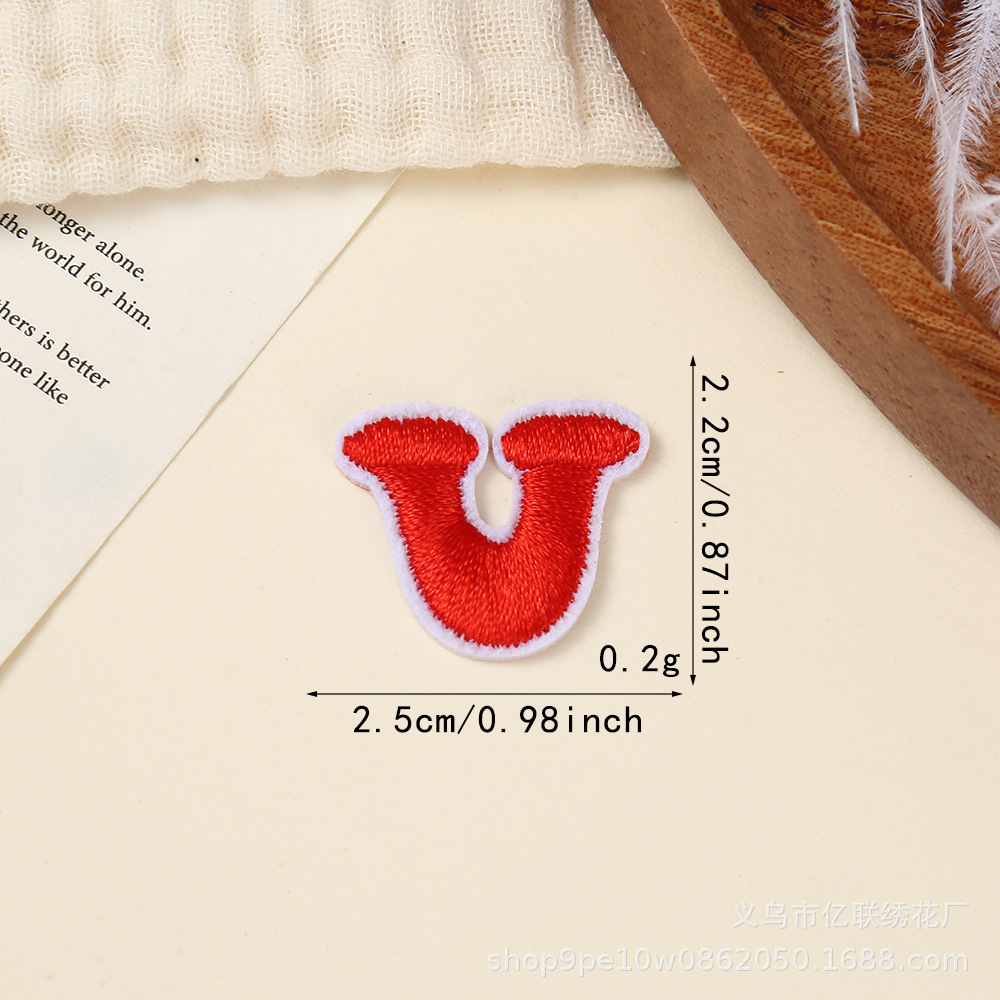 longer alone.
the world for him.
hers is better
one like
U
2.2cm/0.87inch
0.2g
2.5cm/0.98inch
义乌市亿联绣花厂
shop9pe10w0862050.1688.com